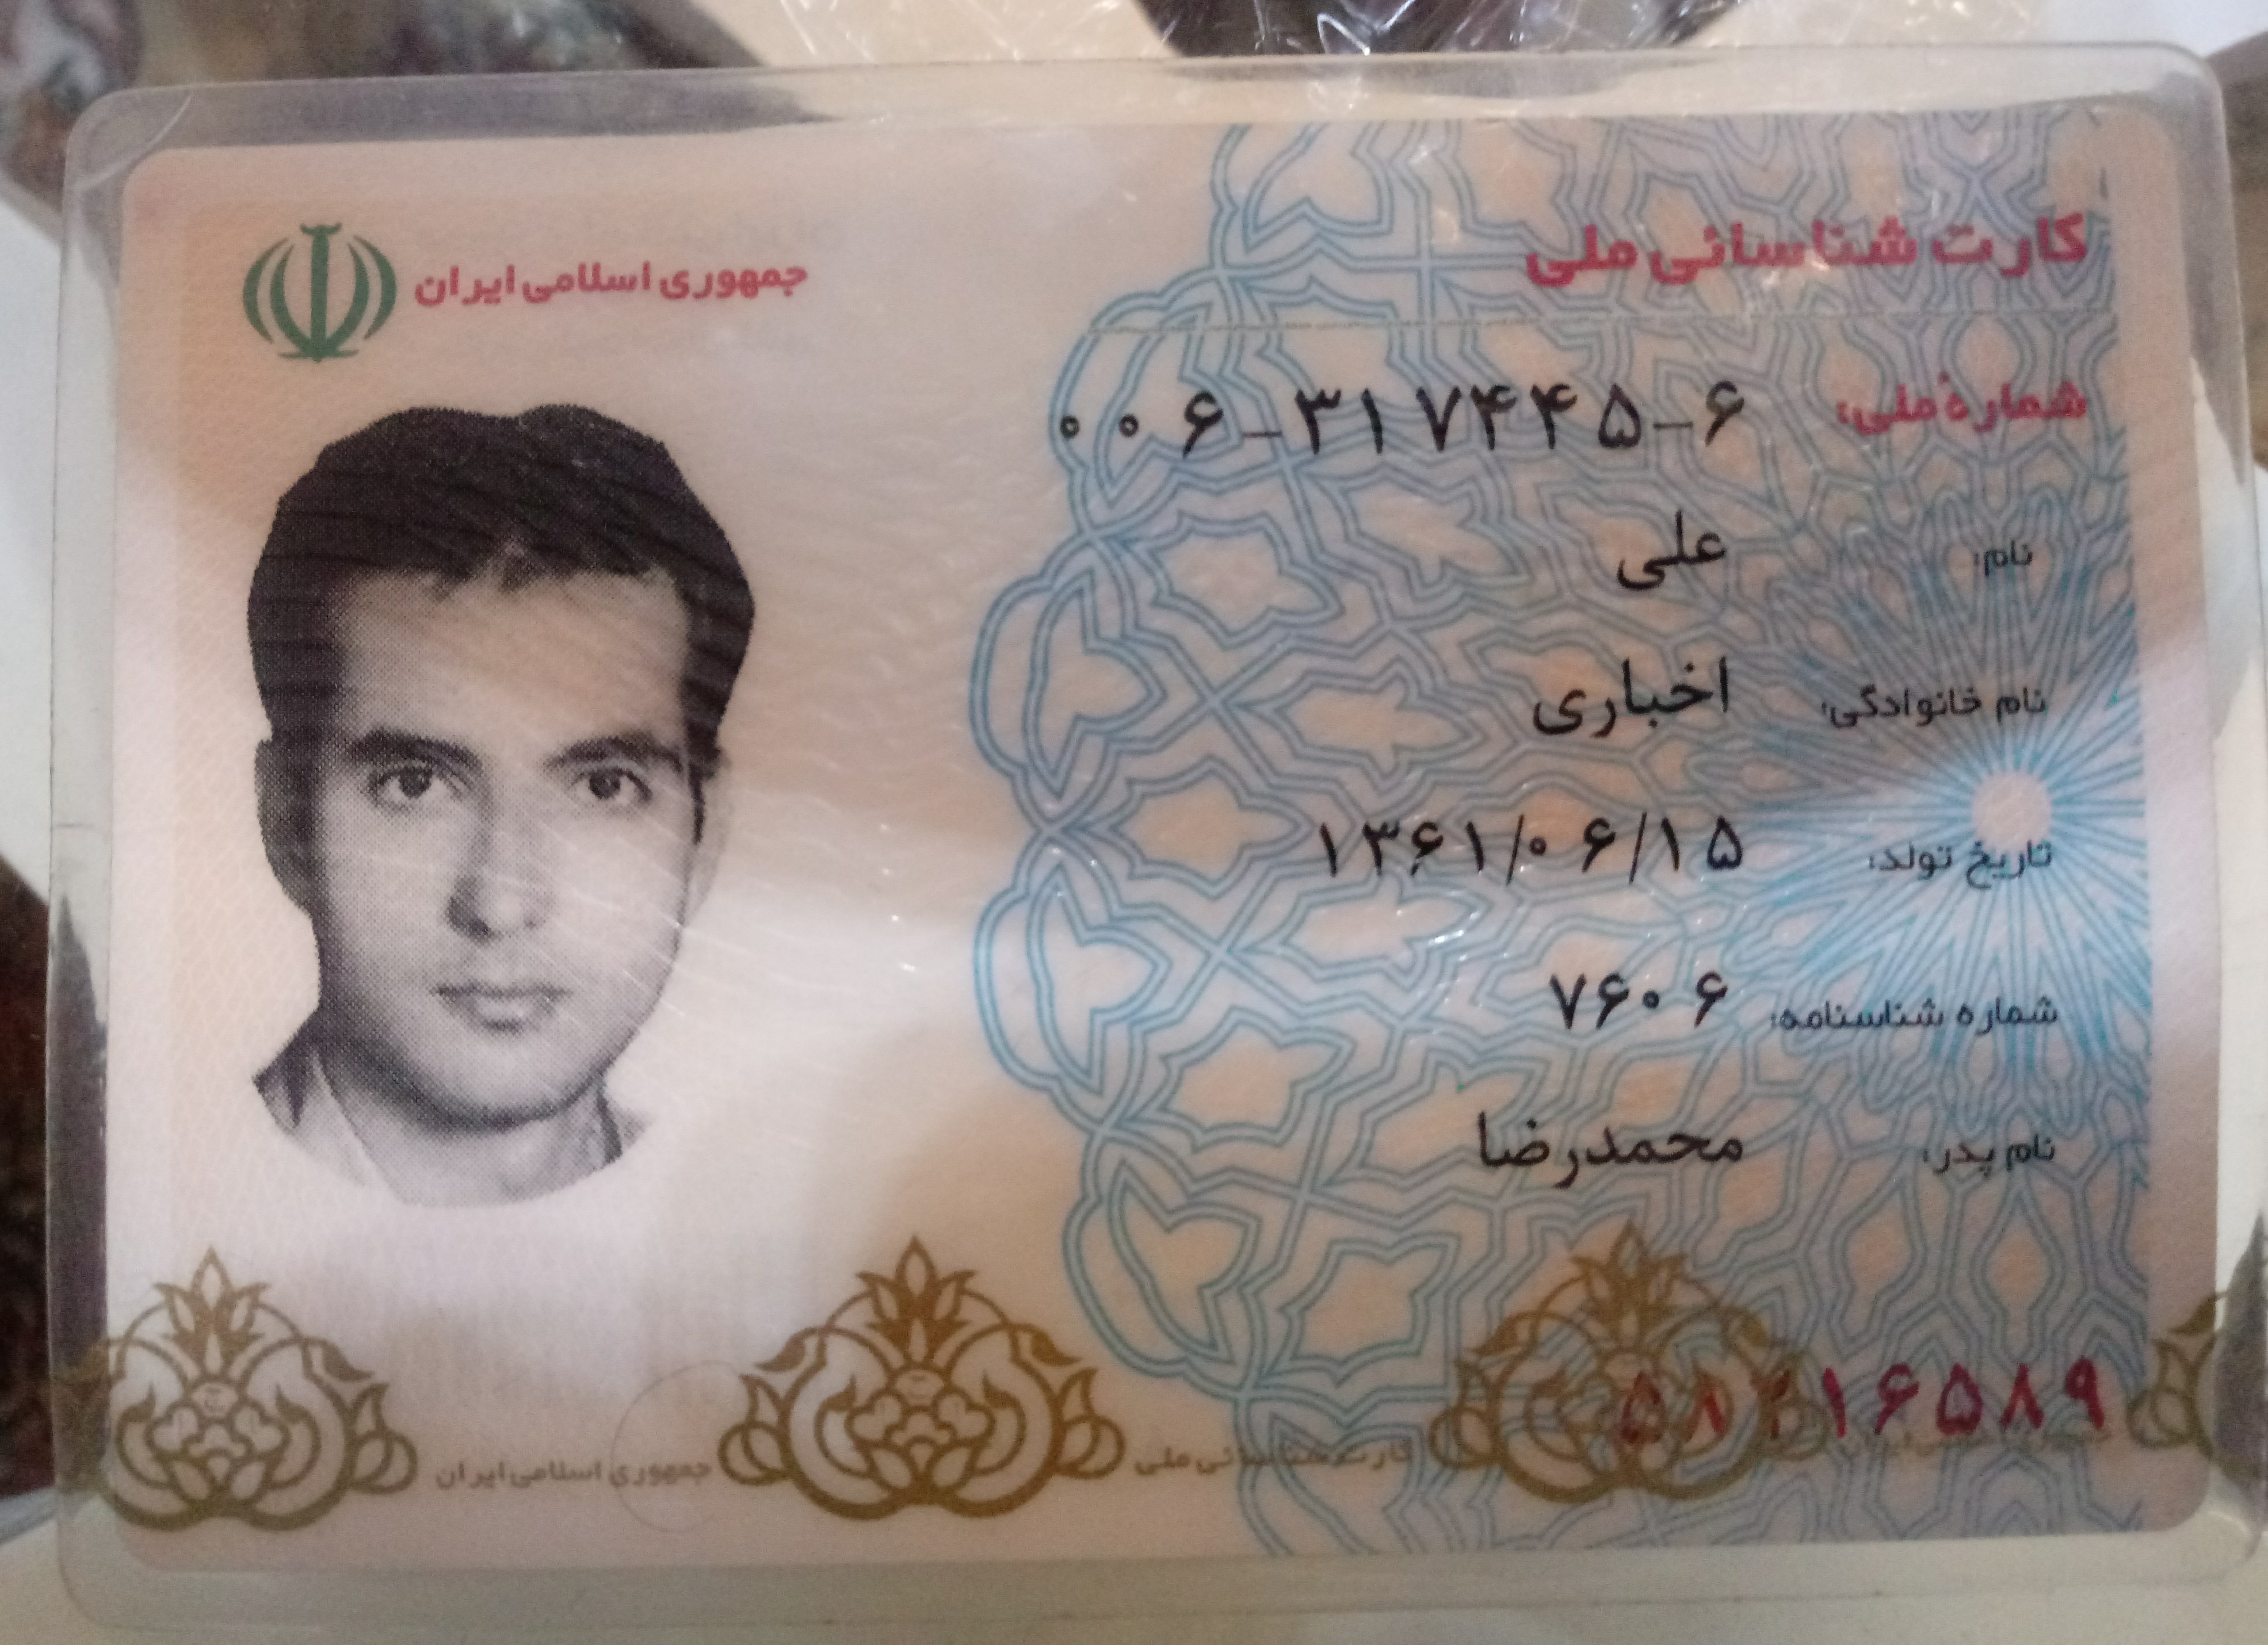 کارت شناسائی ملی
جمهوری اسلامی ایران
شمارهٔ ملی: ۰۰۶-۳۱۷۴۴۵-۶
نام: علی
نام خانوادگی: اخباری
تاریخ تولد: ۱۳۶۱/۰۶/۱۵
شماره شناسنامه: ۷۶۰۶
نام پدر: محمدرضا
جمهوری اسلامی ایران
کارت شناسائی ملی